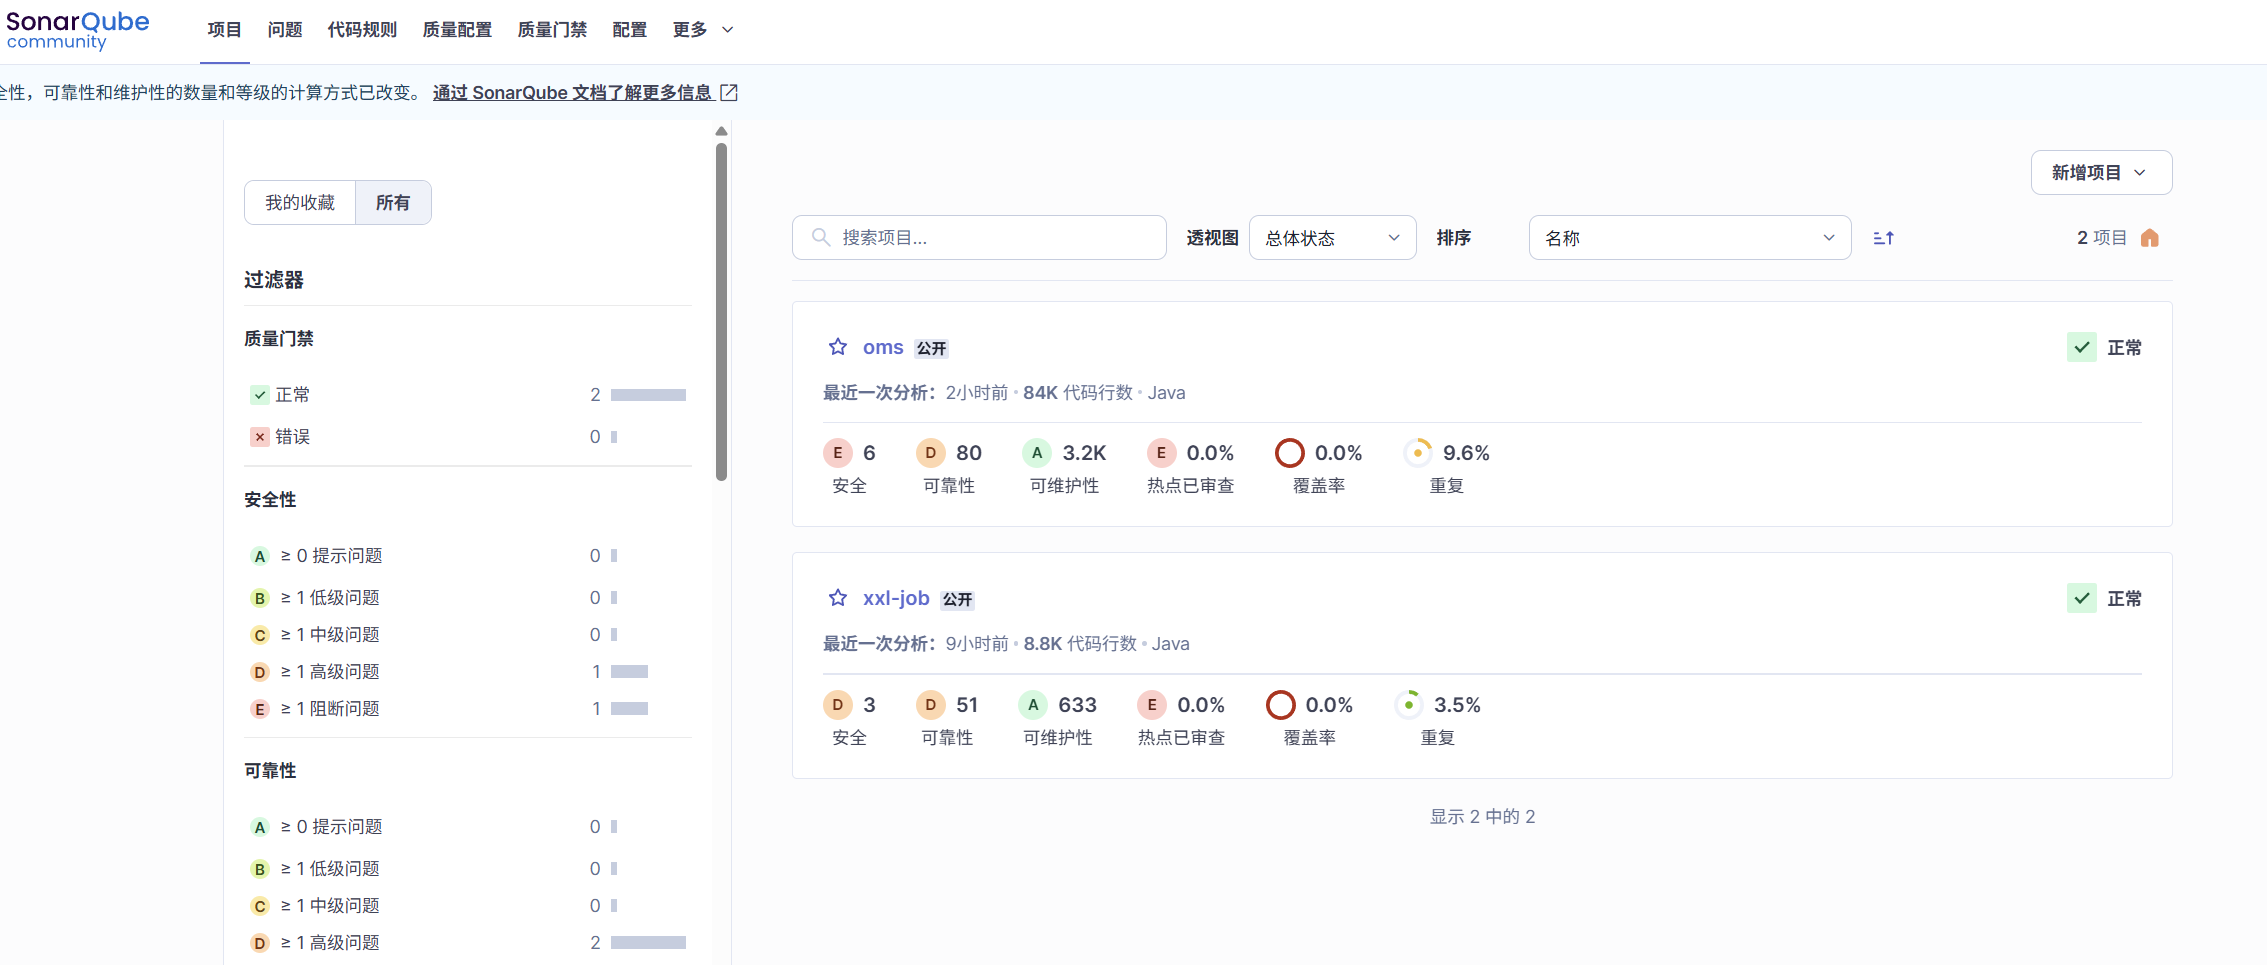 SonarQube
community
项目 问题 代码规则 质量配置 质量门禁 配置 更多
全性，可靠性和维护性的数量和等级的计算方式已改变。 通过 SonarQube 文档了解更多信息
我的收藏 所有
过滤器
质量门禁
正常 2
错误 0
安全性
A ≥ 0 提示问题 0
B ≥ 1 低级问题 0
C ≥ 1 中级问题 0
D ≥ 1 高级问题 1
E ≥ 1 阻断问题 1
可靠性
A ≥ 0 提示问题 0
B ≥ 1 低级问题 0
C ≥ 1 中级问题 0
D ≥ 1 高级问题 2
新增项目
搜索项目... 透视图 总体状态 排序 名称 2 项目
oms 公开 正常
最近一次分析：2小时前 • 84K 代码行数 • Java
E 6 D 80 A 3.2K E 0.0% 0.0% 9.6%
安全 可靠性 可维护性 热点已审查 覆盖率 重复
xxl-job 公开 正常
最近一次分析：9小时前 • 8.8K 代码行数 • Java
D 3 D 51 A 633 E 0.0% 0.0% 3.5%
安全 可靠性 可维护性 热点已审查 覆盖率 重复
显示 2 中的 2